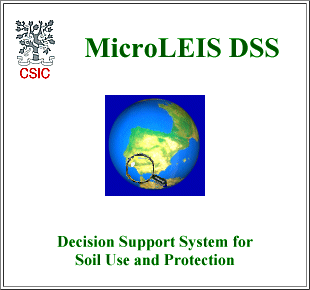 CSIC
MicroLEIS DSS
Decision Support System for
Soil Use and Protection